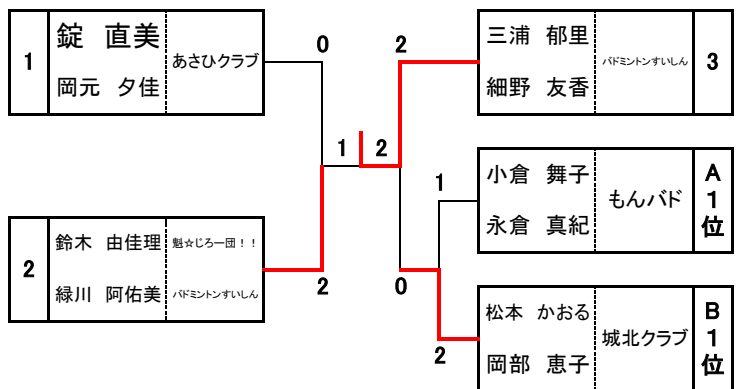 1
錠 直美
岡元 夕佳
あさひクラブ
0
2
三浦 郁里
細野 友香
バドミントンすいしん
3
1
2
1
小倉 舞子
永倉 真紀
もんバド
A
1
位
2
鈴木 由佳理
緑川 阿佑美
魁☆じろー団！！
バドミントンすいしん
2
0
2
松本 かおる
岡部 恵子
城北クラブ
B
1
位